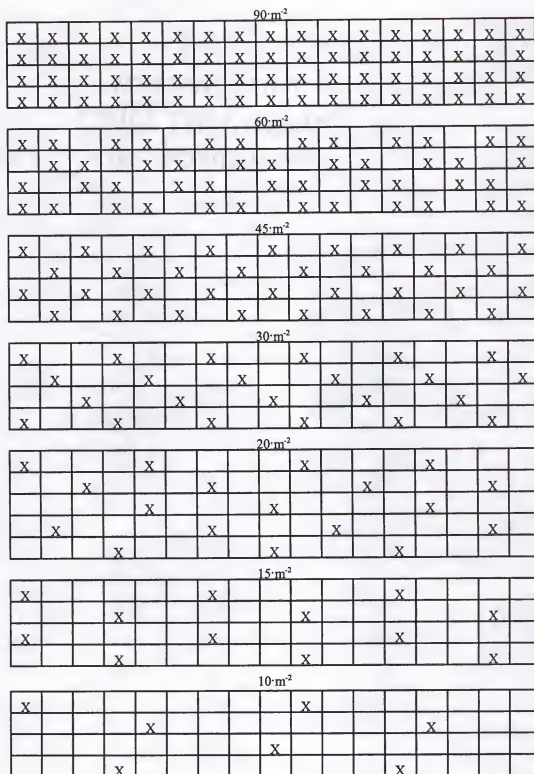 90·m-2
X X X X X X X X X X X X X X X X X
X X X X X X X X X X X X X X X X X
X X X X X X X X X X X X X X X X X
X X X X X X X X X X X X X X X X X
60·m-2
X X X X X X X X X X X X
X X X X X X X X X X X
X X X X X X X X X X X
X X X X X X X X X X X X
45·m-2
X X X X X X X X X
X X X X X X X X
X X X X X X X X X
X X X X X X X X
30·m-2
X X X X X X
X X X X X X
X X X X X
X X X X X X
20·m-2
X X X X
X X X X
X X X
X X X X
X X X
15·m-2
X X X
X X X
X X X
X X X
10·m-2
X X
X X
X
X X